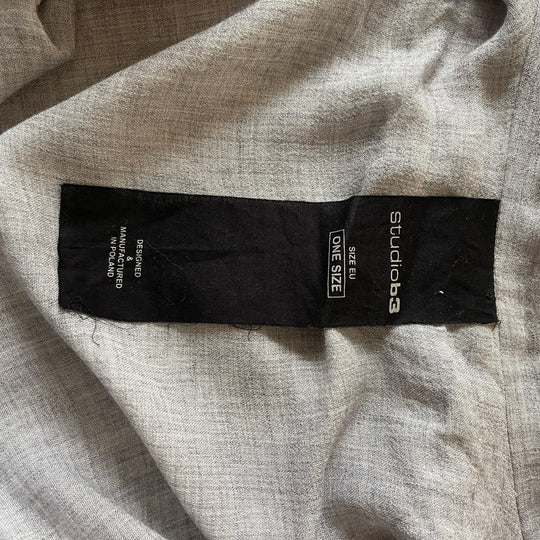 studiob3
SIZE EU
ONE SIZE
DESIGNED
&
MANUFACTURED
IN POLAND